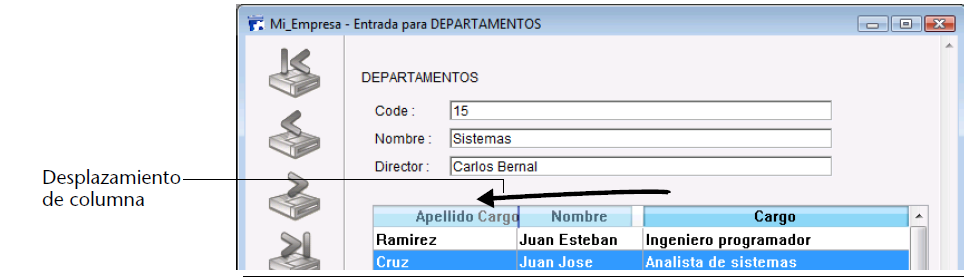 Mi_Empresa - Entrada para DEPARTAMENTOS
DEPARTAMENTOS
Code : 15
Nombre : Sistemas
Director : Carlos Bernal
Desplazamiento
de columna
Apellido Cargo Nombre Cargo
Ramirez Juan Esteban Ingeniero programador
Cruz Juan Jose Analista de sistemas